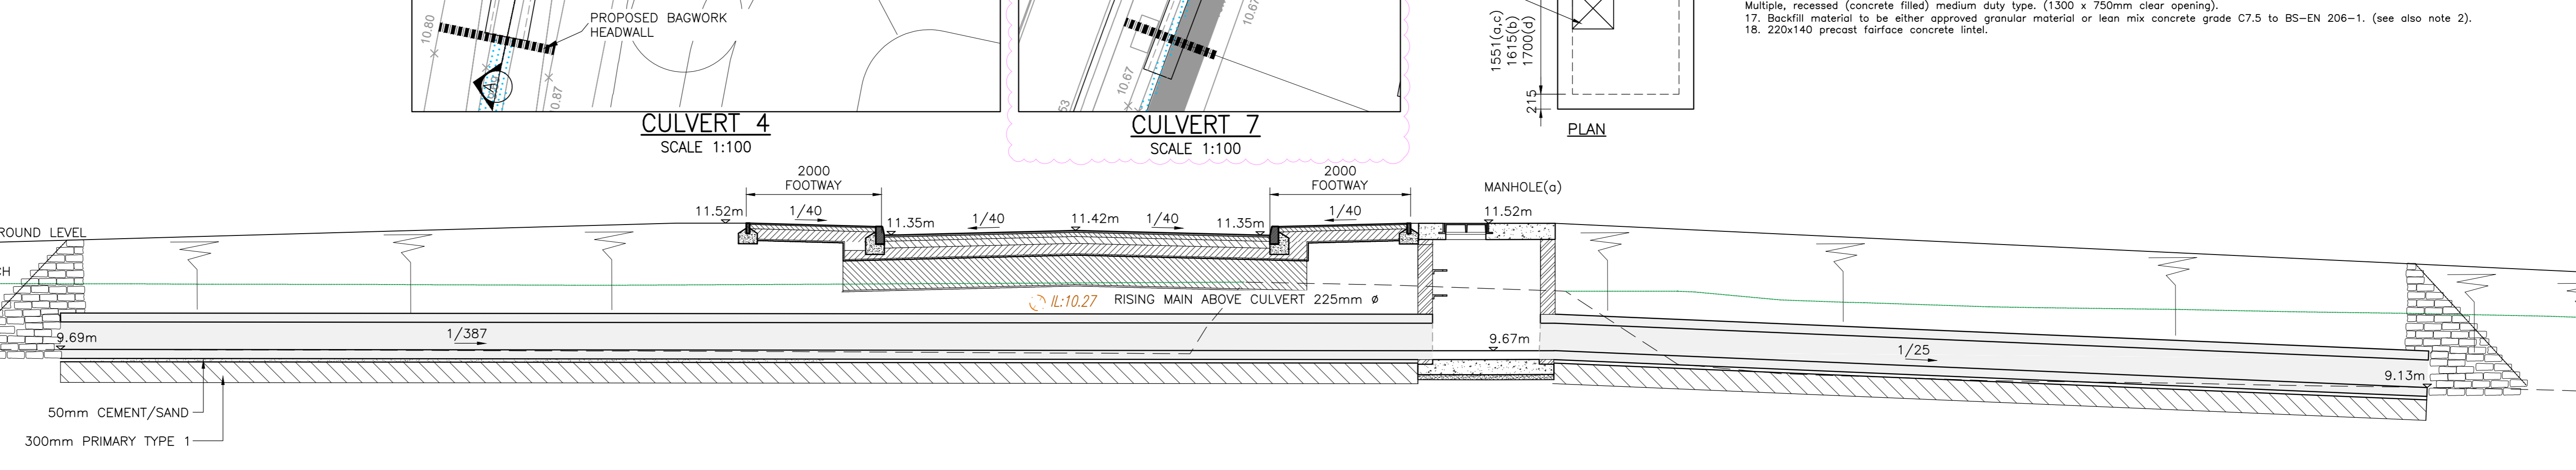 10.80
PROPOSED BAGWORK
HEADWALL
0.87
CULVERT 4
SCALE 1:100
10.67
10.67
53
CULVERT 7
SCALE 1:100
1551(a,c)
1615(b)
1700(d)
215
PLAN
Multiple, recessed (concrete filled) medium duty type. (1300 x 750mm clear opening).
17. Backfill material to be either approved granular material or lean mix concrete grade C7.5 to BS-EN 206-1. (see also note 2).
18. 220x140 precast fairface concrete lintel.
2000
FOOTWAY
2000
FOOTWAY
MANHOLE(a)
11.52m
1/40
11.35m
1/40
11.42m
1/40
11.35m
1/40
11.52m
ROUND LEVEL
CH
IL:10.27
RISING MAIN ABOVE CULVERT 225mm ø
9.69m
1/387
9.67m
1/25
9.13m
50mm CEMENT/SAND
300mm PRIMARY TYPE 1